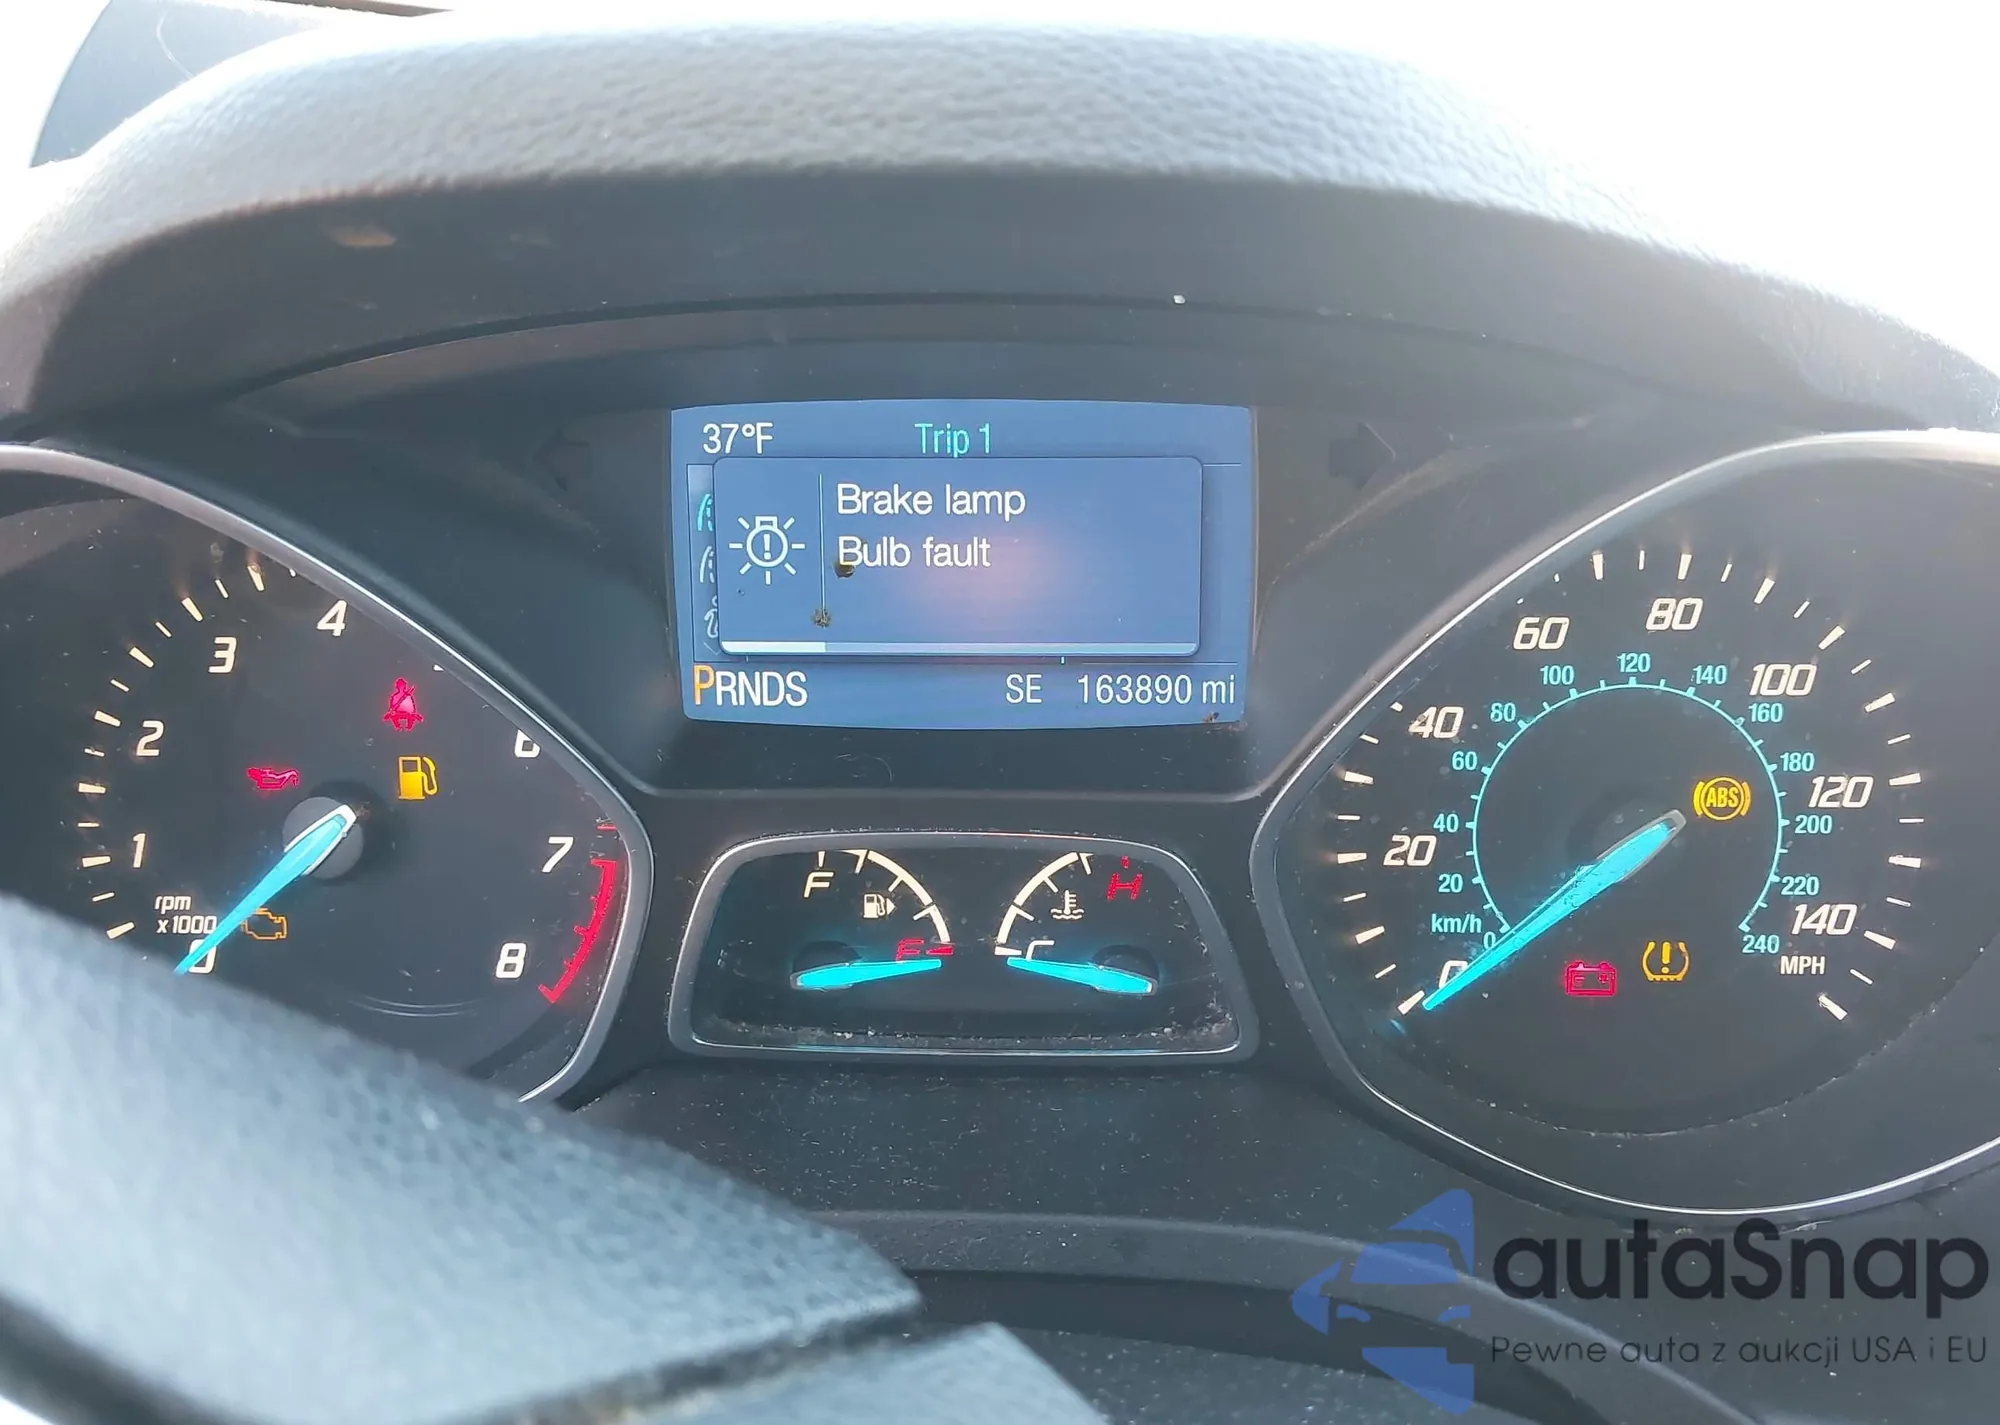 37°F Trip 1
Brake lamp
Bulb fault
PRNDS SE 163890 mi
1
2
3
4
6
7
8
0
rpm
x1000
F
E
C
H
0
20
40
60
80
100
120
140
MPH
km/h
0
20
40
60
80
100
120
140
160
180
200
220
240
ABS
autaSnap
Pewne auta z aukcji USA i EU